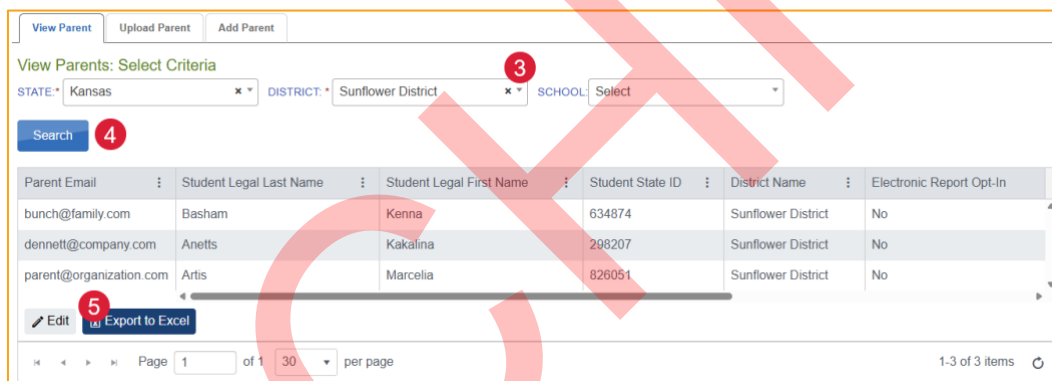 View Parent Upload Parent Add Parent
View Parents: Select Criteria
3
STATE:* Kansas × DISTRICT: * Sunflower District × SCHOOL: Select
Search 4
Parent Email Student Legal Last Name Student Legal First Name Student State ID District Name Electronic Report Opt-In
bunch@family.com Basham Kenna 634874 Sunflower District No
dennett@company.com Anetts Kakalina 298207 Sunflower District No
parent@organization.com Artis Marcelia 826051 Sunflower District No
5
Edit Export to Excel
Page 1 of 1 30 per page 1-3 of 3 items